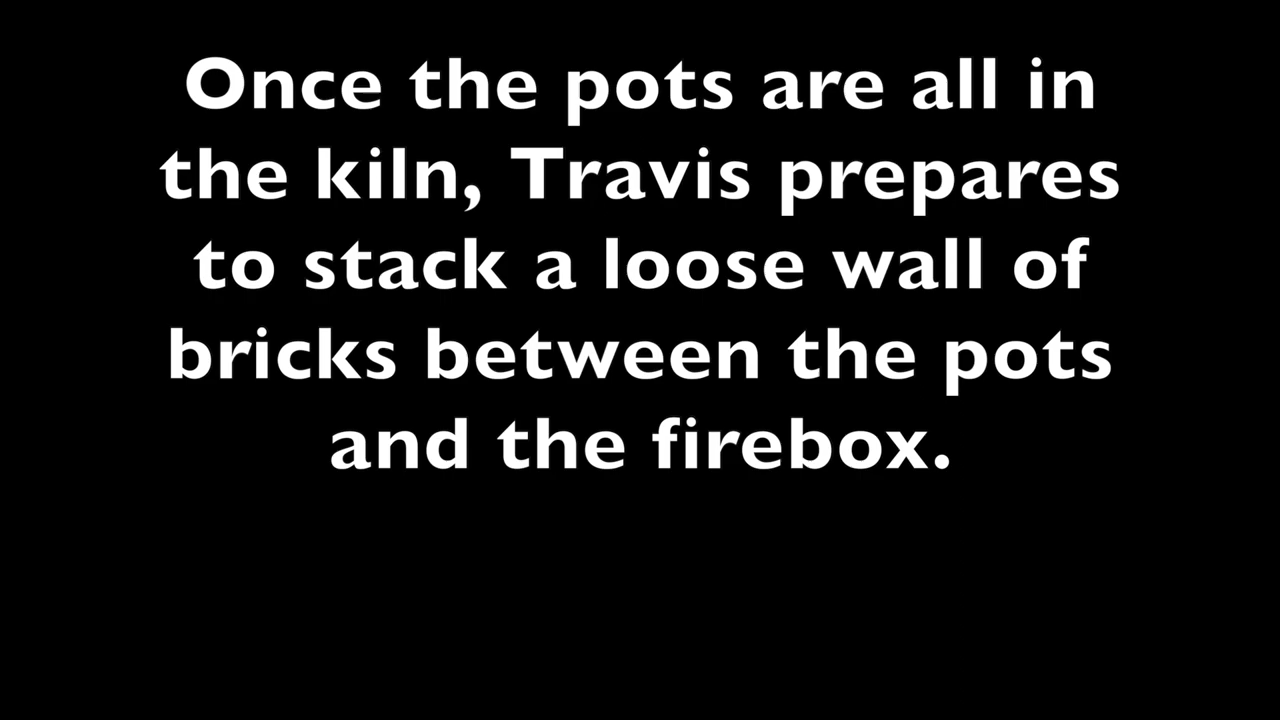 Once the pots are all in
the kiln, Travis prepares
to stack a loose wall of
bricks between the pots
and the firebox.